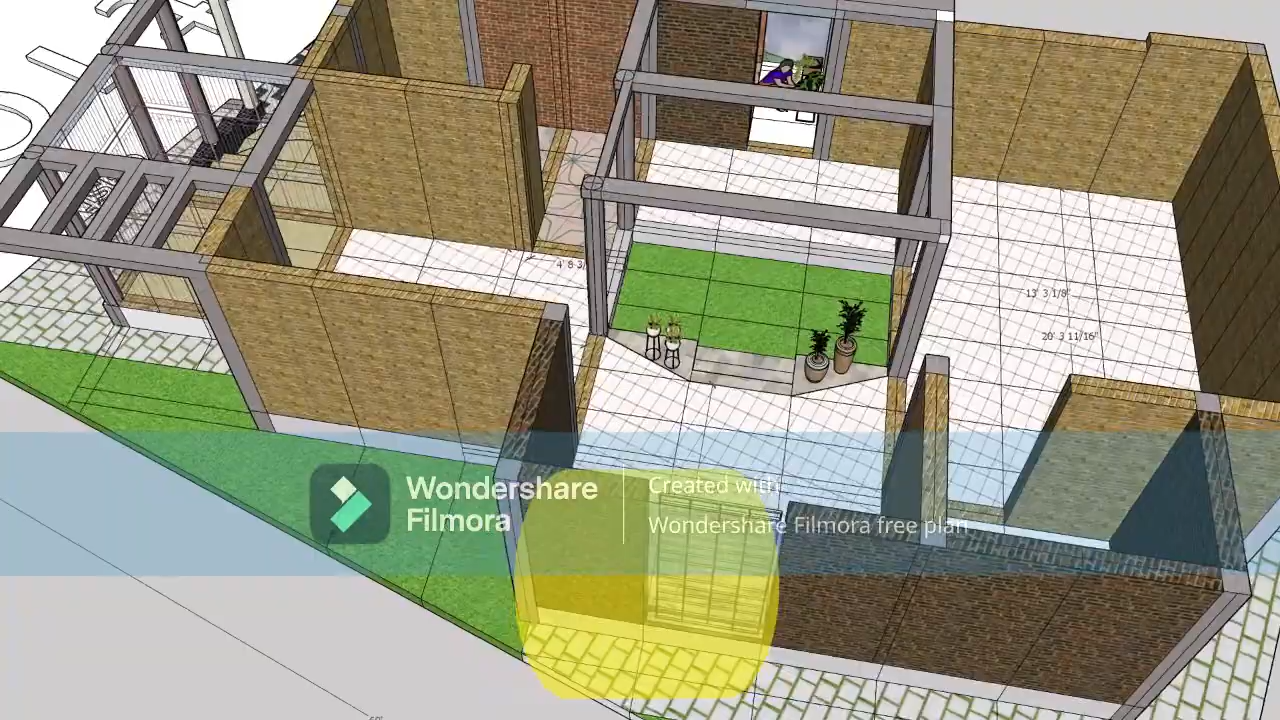 13' 3 1/8"
20' 3 11/16"
Wondershare
Filmora
Created with
Wondershare Filmora free plan